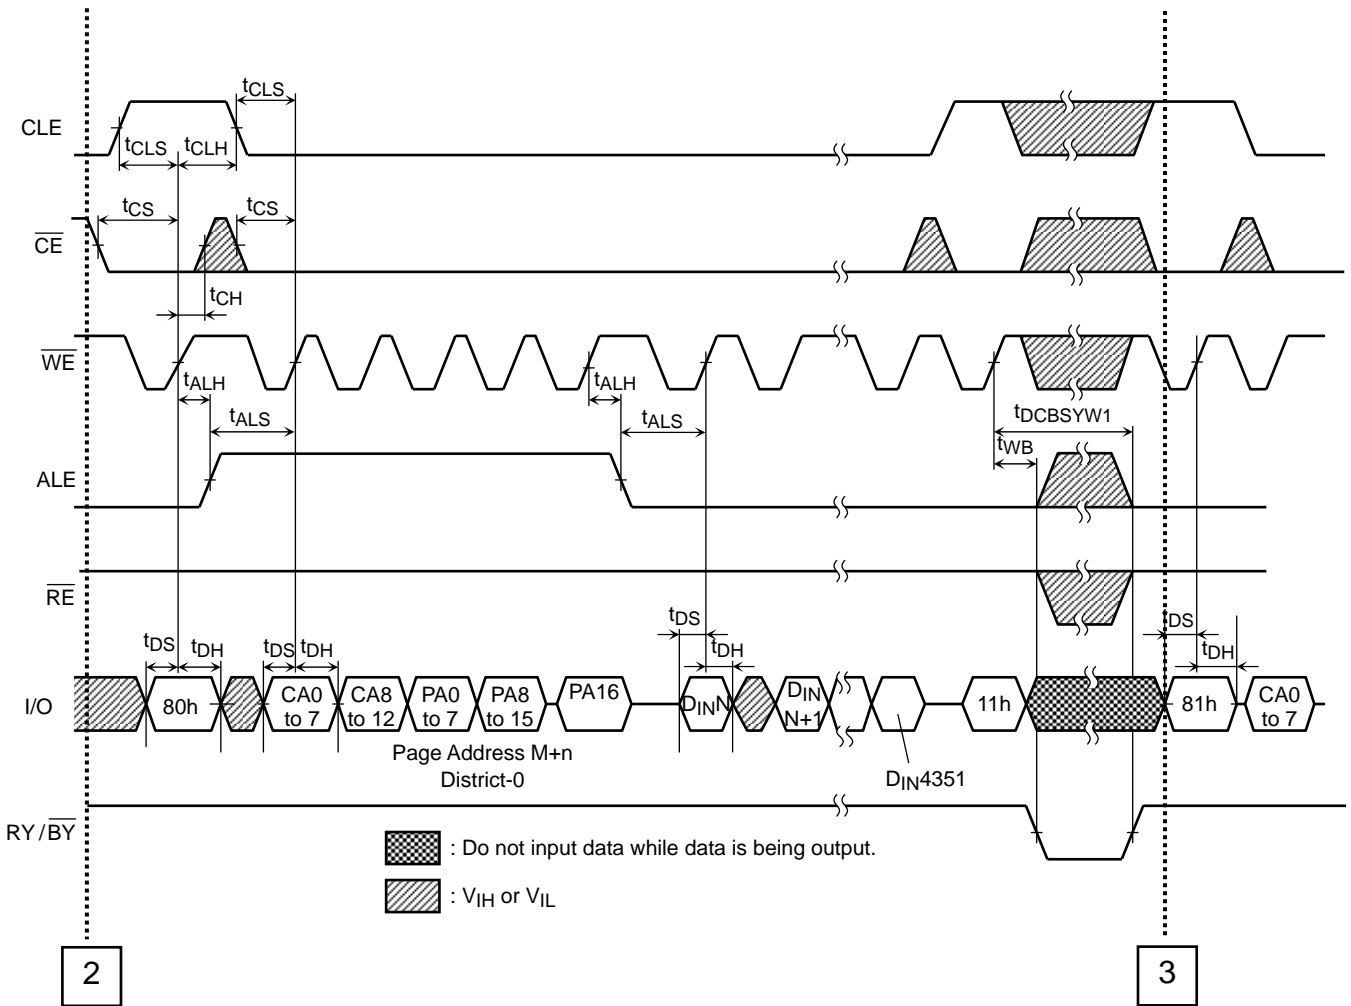 tCLS
CLE
tCLS
tCLH
tCS
tCS
CE
tCH
WE
tALH
tALH
tALS
tALS
tDCBSYW1
tWB
ALE
RE
tDS
tDH
tDS
tDH
tDS
tDH
tDS
tDH
I/O
80h
CA0 to 7
CA8 to 12
PA0 to 7
PA8 to 15
PA16
DINN
DIN N+1
11h
81h
CA0 to 7
Page Address M+n
District-0
DIN4351
RY/BY
: Do not input data while data is being output.
: VIH or VIL
2
3